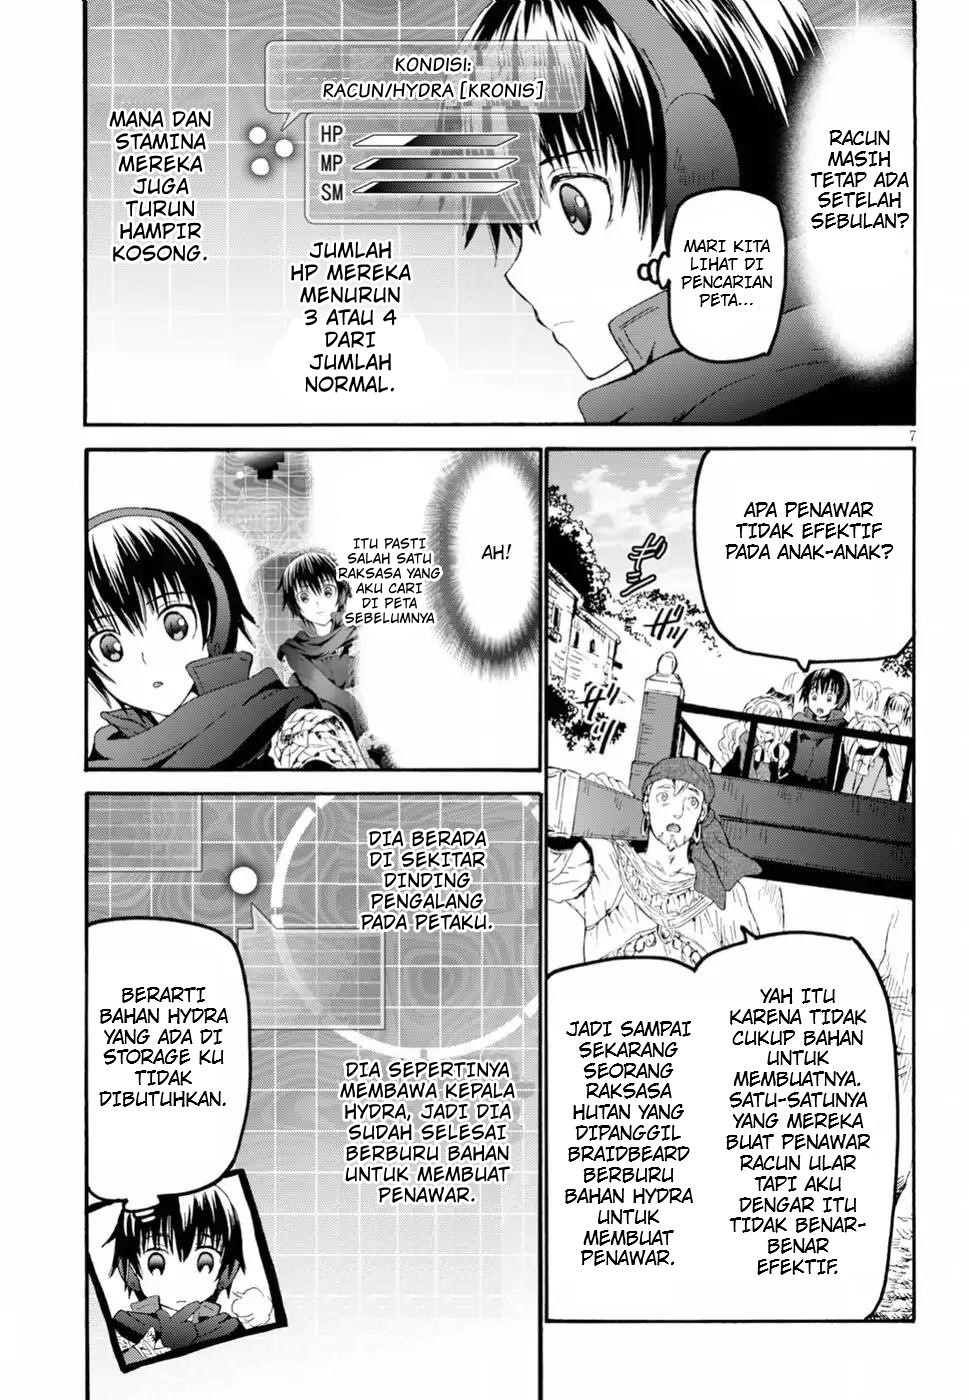 RACUN
MASIH
TETAP ADA
SETELAH
SEBULAN?
MARI KITA
LIHAT DI
PENCARIAN
PETA...
KONDISI:
RACUN/HYDRA [KRONIS]
HP
MP
SM
JUMLAH
HP MEREKA
MENURUN
3 ATAU 4
DARI
JUMLAH
NORMAL.
MANA DAN
STAMINA
MEREKA
JUGA
TURUN
HAMPIR
KOSONG.
7
APA PENAWAR
TIDAK EFEKTIF
PADA ANAK-ANAK?
YAH ITU
KARENA TIDAK
CUKUP BAHAN
UNTUK
MEMBUATNYA.
SATU-SATUNYA
YANG MEREKA
BUAT PENAWAR
RACUN ULAR
TAPI AKU
DENGAR ITU
TIDAK BENAR-
BENAR
EFEKTIF.
JADI SAMPAI
SEKARANG
SEORANG
RAKSASA
HUTAN YANG
DIPANGGIL
BRAIDBEARD
BERBURU
BAHAN HYDRA
UNTUK
MEMBUAT
PENAWAR.
AH!
ITU PASTI
SALAH SATU
RAKSASA YANG
AKU CARI
DI PETA
SEBELUMNYA
DIA BERADA
DI SEKITAR
DINDING
PENGALANG
PADA PETAKU.
DIA SEPERTINYA
MEMBAWA KEPALA
HYDRA, JADI DIA
SUDAH SELESAI
BERBURU BAHAN
UNTUK MEMBUAT
PENAWAR.
BERARTI
BAHAN HYDRA
YANG ADA DI
STORAGE KU
TIDAK
DIBUTUHKAN.